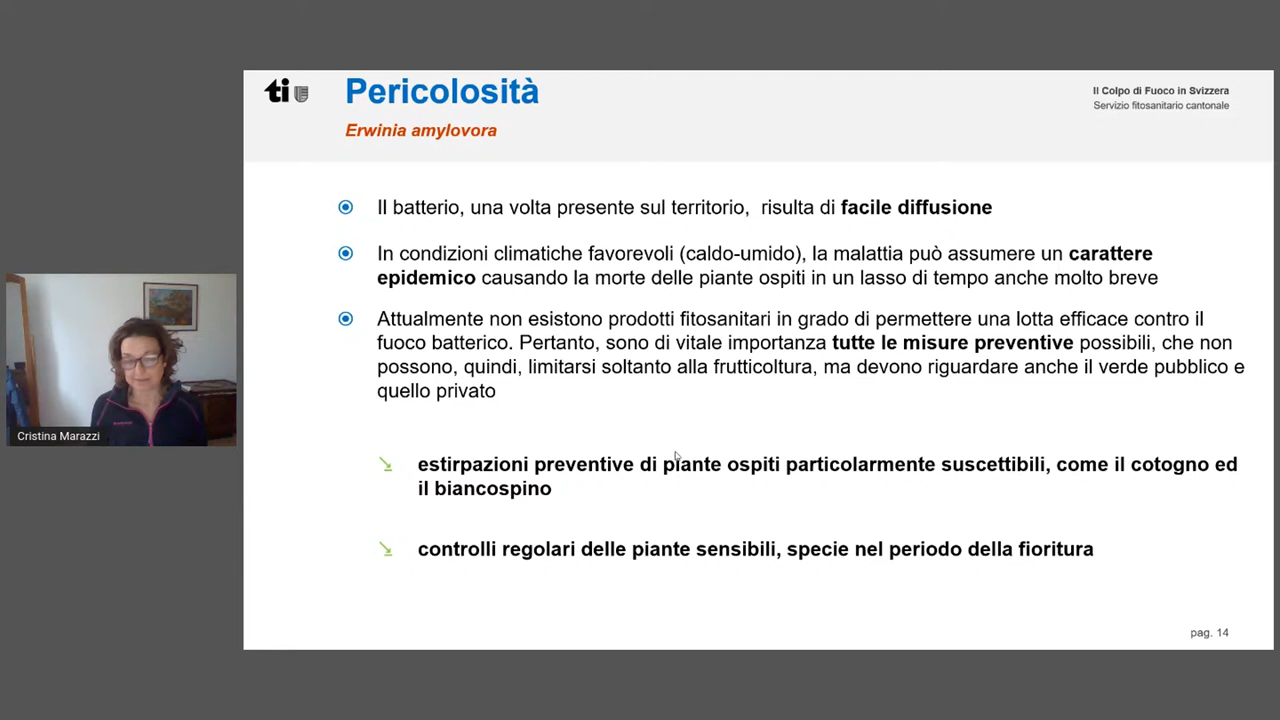 ti
Pericolosità
Erwinia amylovora
Il Colpo di Fuoco in Svizzera
Servizio fitosanitario cantonale
Il batterio, una volta presente sul territorio, risulta di facile diffusione
In condizioni climatiche favorevoli (caldo-umido), la malattia può assumere un carattere
epidemico causando la morte delle piante ospiti in un lasso di tempo anche molto breve
Attualmente non esistono prodotti fitosanitari in grado di permettere una lotta efficace contro il
fuoco batterico. Pertanto, sono di vitale importanza tutte le misure preventive possibili, che non
possono, quindi, limitarsi soltanto alla frutticoltura, ma devono riguardare anche il verde pubblico e
quello privato
estirpazioni preventive di piante ospiti particolarmente suscettibili, come il cotogno ed
il biancospino
controlli regolari delle piante sensibili, specie nel periodo della fioritura
pag. 14
Cristina Marazzi